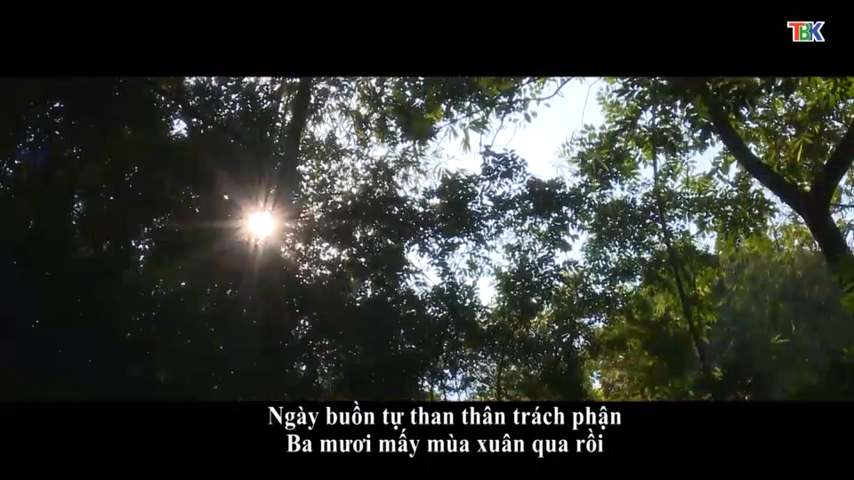 TBK
Ngày buồn tự than thân trách phận
Ba mươi mấy mùa xuân qua rồi